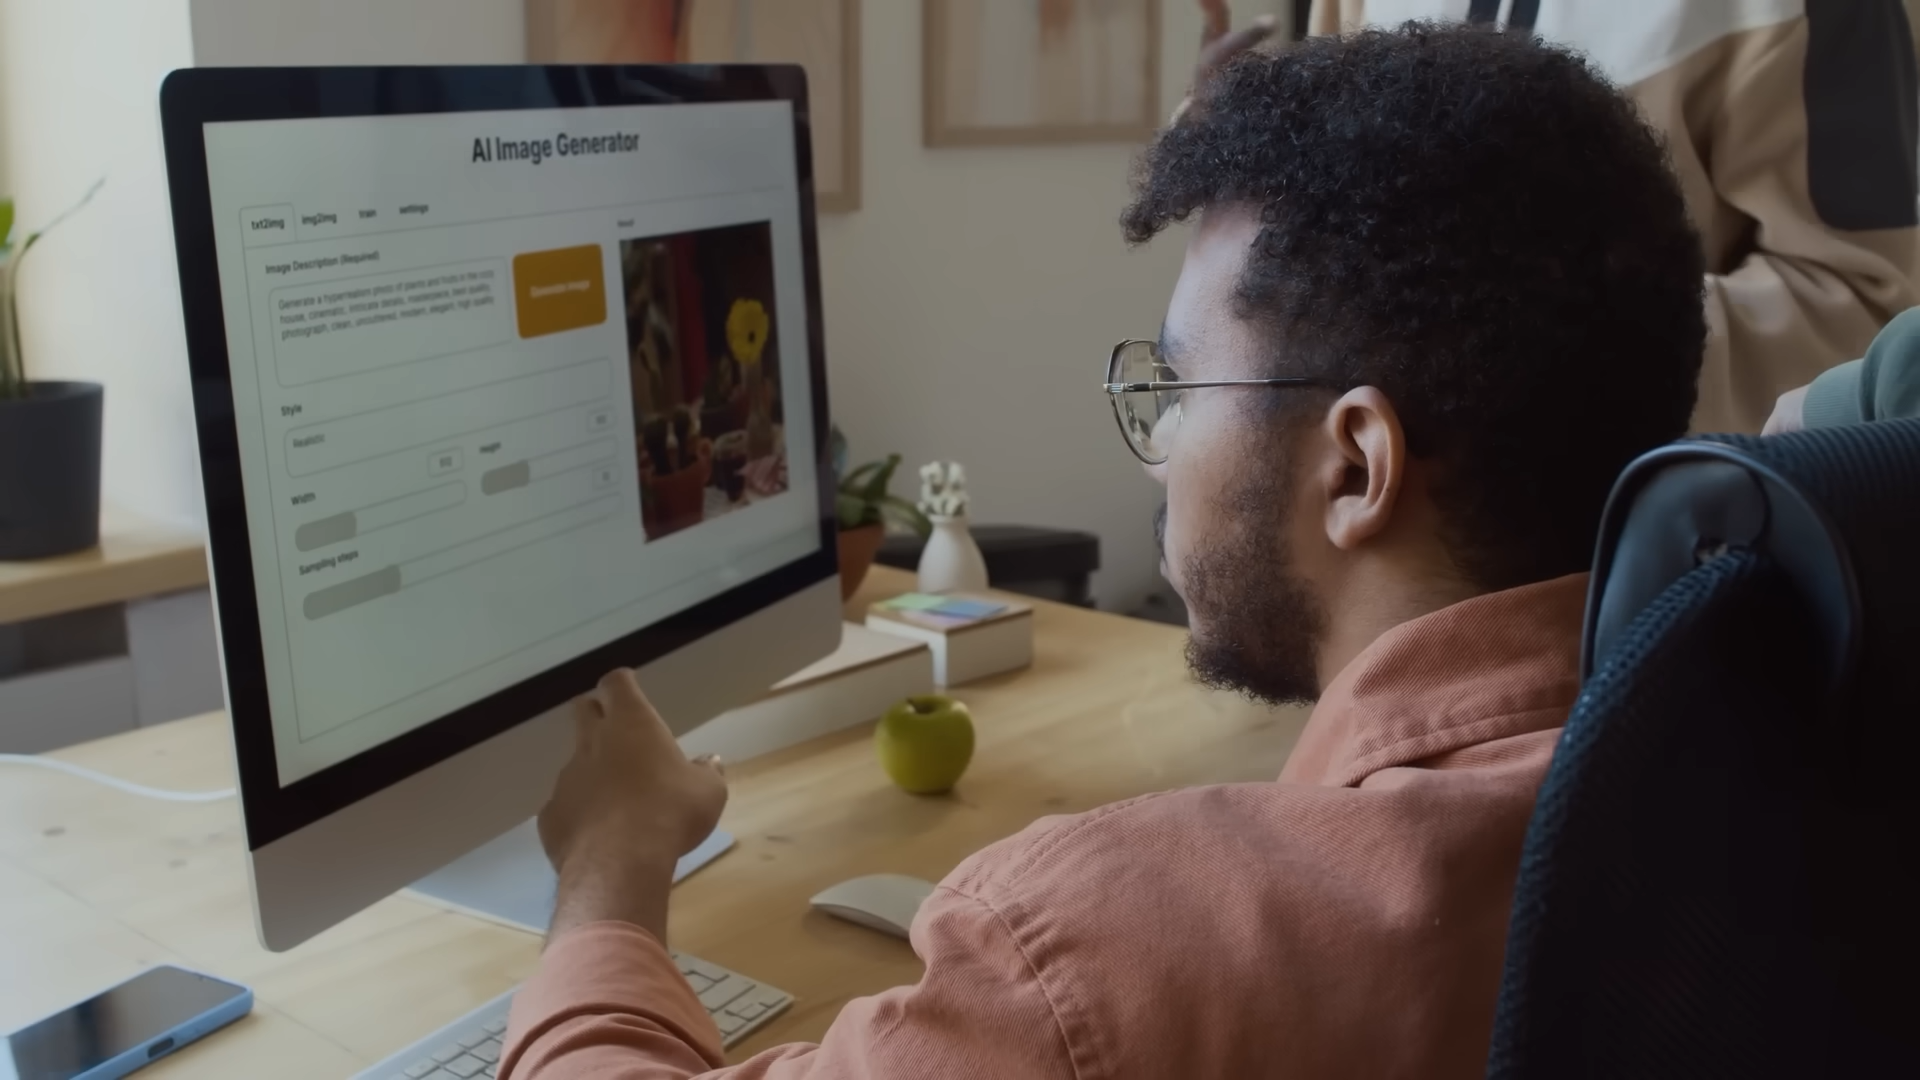 AI Image Generator
txt2img img2img train settings
Image Description (Required)
Generate a hyperrealism photo of plants and fruits in the cozy
house, cinematic, intricate details, masterpiece, best quality,
photograph, clean, uncluttered, modern, elegant, high quality
Generate Image
Style
Realistic
Width
Height
512
Sampling steps